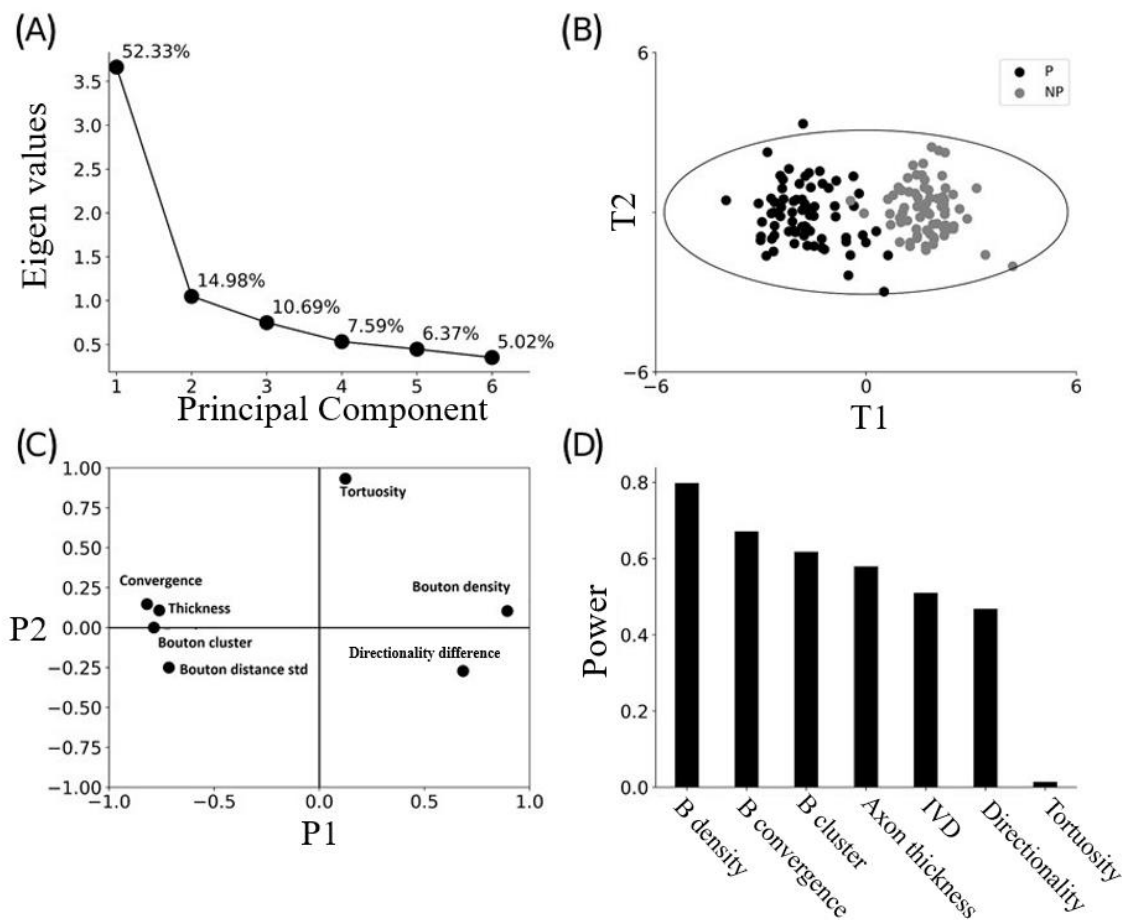 (A)
52.33%
14.98%
10.69%
7.59%
6.37%
5.02%
3.5
3.0
2.5
2.0
1.5
1.0
0.5
Eigen values
1 2 3 4 5 6
Principal Component
(B)
6
−6
T2
P
NP
−6 0 6
T1
(C)
1.00
0.75
0.50
0.25
0.00
−0.25
−0.50
−0.75
−1.00
P2
Tortuosity
Convergence
Thickness
Bouton density
Bouton cluster
Bouton distance std
Directionality difference
−1.0 −0.5 0.0 0.5 1.0
P1
(D)
0.8
0.6
0.4
0.2
0.0
Power
B density
B convergence
B cluster
Axon thickness
IVD
Directionality
Tortuosity